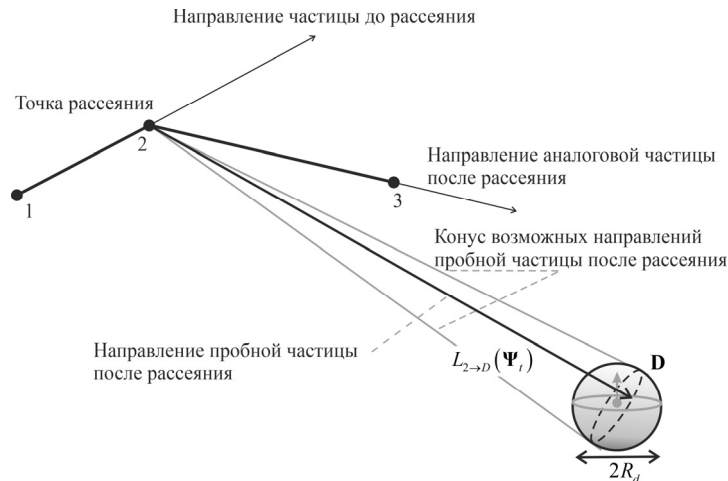 Направление частицы до рассеяния
Точка рассеяния
2
1
3
Направление аналоговой частицы
после рассеяния
Конус возможных направлений
пробной частицы после рассеяния
Направление пробной частицы
после рассеяния
L₂→D(Ψₜ)
D
2R_d